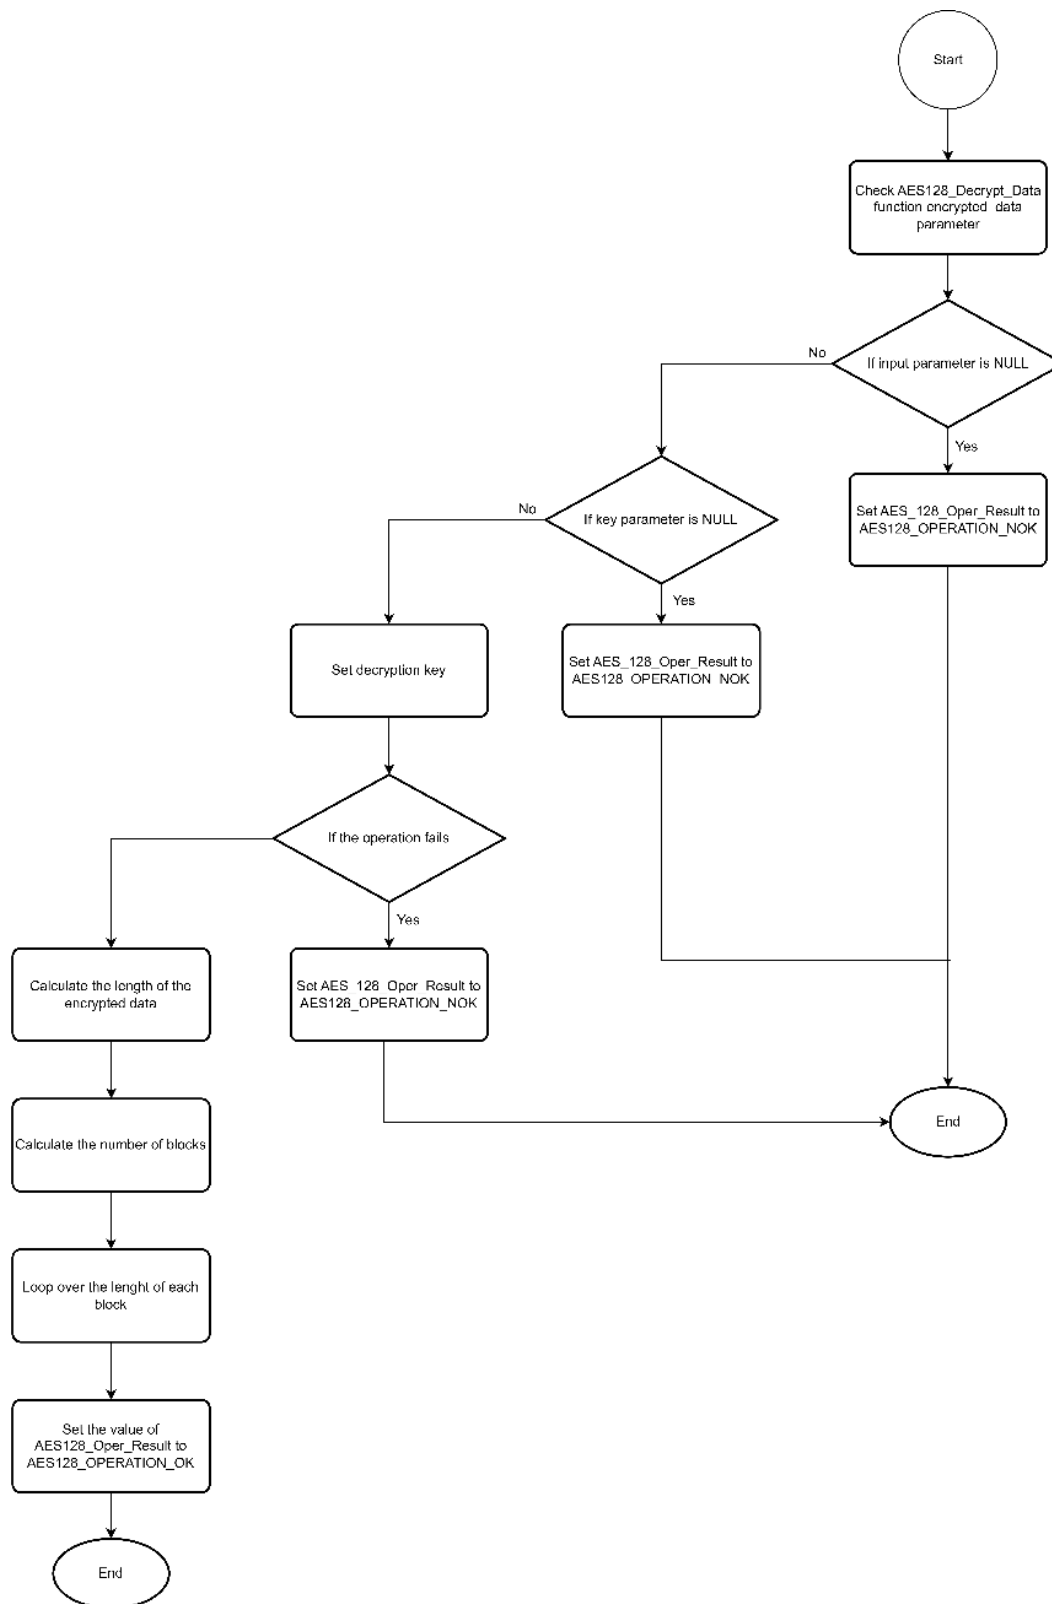 Start
Check AES128_Decrypt_Data
function encrypted_data
parameter
If input parameter is NULL
No
Yes
Set AES_128_Oper_Result to
AES128_OPERATION_NOK
If key parameter is NULL
No
Yes
Set AES_128_Oper_Result to
AES128_OPERATION_NOK
Set decryption key
If the operation fails
Yes
Set AES_128_Oper_Result to
AES128_OPERATION_NOK
End
Calculate the length of the
encrypted data
Calculate the number of blocks
Loop over the lenght of each
block
Set the value of
AES128_Oper_Result to
AES128_OPERATION_OK
End